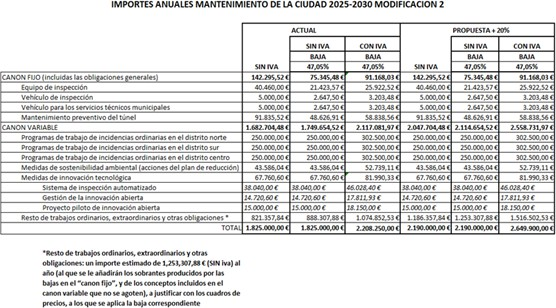 IMPORTES ANUALES MANTENIMIENTO DE LA CIUDAD 2025-2030 MODIFICACION 2
ACTUAL PROPUESTA + 20%
SIN IVA CON IVA SIN IVA CON IVA
BAJA BAJA BAJA BAJA
SIN IVA 47,05% 47,05% SIN IVA 47,05% 47,05%
CANON FIJO (incluidas las obligaciones generales) 142.295,52 € 75.345,48 € 91.168,03 € 142.295,52 € 75.345,48 € 91.168,03 €
Equipo de inspección 40.460,00 € 21.423,57 € 25.922,52 € 40.460,00 € 21.423,57 € 25.922,52 €
Vehículo de inspección 5.000,00 € 2.647,50 € 3.203,48 € 5.000,00 € 2.647,50 € 3.203,48 €
Vehículo para los servicios técnicos municipales 5.000,00 € 2.647,50 € 3.203,48 € 5.000,00 € 2.647,50 € 3.203,48 €
Mantenimiento preventivo del túnel 91.835,52 € 48.626,91 € 58.838,56 € 91.835,52 € 48.626,91 € 58.838,56 €
CANON VARIABLE 1.682.704,48 € 1.749.654,52 € 2.117.081,97 € 2.047.704,48 € 2.114.654,52 € 2.558.731,97 €
Programas de trabajo de incidencias ordinarias en el distrito norte 250.000,00 € 250.000,00 € 302.500,00 € 250.000,00 € 250.000,00 € 302.500,00 €
Programas de trabajo de incidencias ordinarias en el distrito sur 250.000,00 € 250.000,00 € 302.500,00 € 250.000,00 € 250.000,00 € 302.500,00 €
Programas de trabajo de incidencias ordinarias en el distrito centro 250.000,00 € 250.000,00 € 302.500,00 € 250.000,00 € 250.000,00 € 302.500,00 €
Medidas de sostenibilidad ambiental (acciones del plan de reducción) 43.586,04 € 43.586,04 € 52.739,11 € 43.586,04 € 43.586,04 € 52.739,11 €
Medidas de innovación tecnológica 67.760,60 € 67.760,60 € 81.990,33 € 67.760,60 € 67.760,60 € 81.990,33 €
Sistema de inspección automatizado 38.040,00 € 38.040,00 € 46.028,40 € 38.040,00 € 38.040,00 € 46.028,40 €
Gestión de la innovación abierta 14.720,60 € 14.720,60 € 17.811,93 € 14.720,60 € 14.720,60 € 17.811,93 €
Proyecto piloto de innovación abierta 15.000,00 € 15.000,00 € 18.150,00 € 15.000,00 € 15.000,00 € 18.150,00 €
Resto de trabajos ordinarios, extraordinarios y otras obligaciones * 821.357,84 € 888.307,88 € 1.074.852,53 € 1.186.357,84 € 1.253.307,88 € 1.516.502,53 €
TOTAL 1.825.000,00 € 1.825.000,00 € 2.208.250,00 € 2.190.000,00 € 2.190.000,00 € 2.649.900,00 €
*Resto de trabajos ordinarios, extraordinarios y otras
obligaciones: un importe estimado de 1,253,307,88 € (SIN iva) al
año (al que se le añadirán los sobrantes producidos por las
bajas en el "canon fijo", y de los conceptos incluidos en el
canon variable que no se agoten), a justificar con los cuadros de
precios, a los que se aplica la baja correspondiente